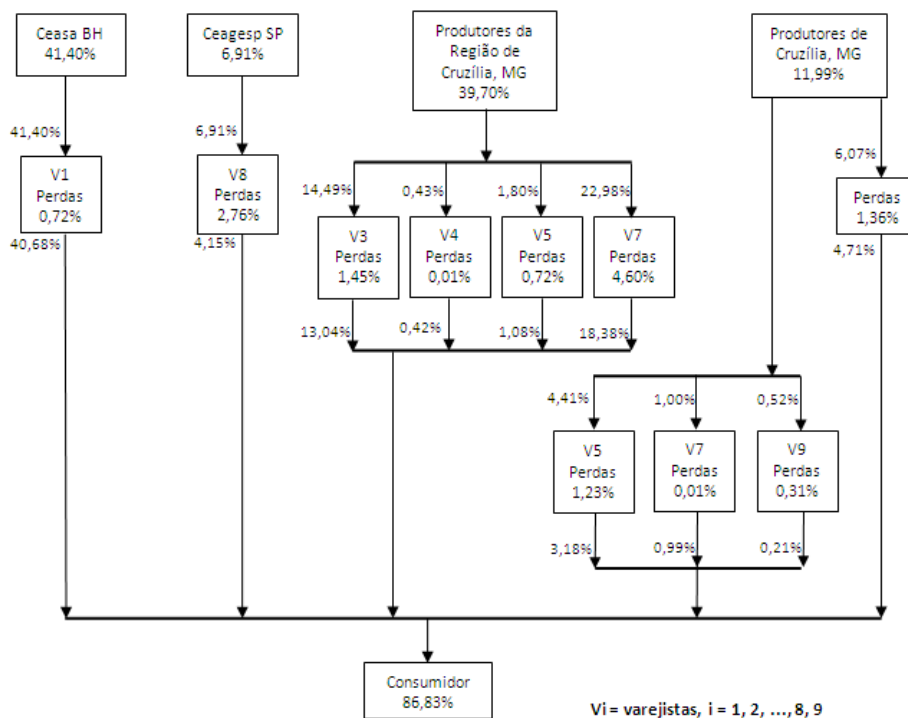 Ceasa BH
41,40%
Ceagesp SP
6,91%
Produtores da
Região de
Cruzília, MG
39,70%
Produtores de
Cruzília, MG
11,99%
41,40%
6,91%
6,07%
V1
Perdas
0,72%
V8
Perdas
2,76%
Perdas
1,36%
40,68%
4,15%
4,71%
14,49%
0,43%
1,80%
22,98%
V3
Perdas
1,45%
V4
Perdas
0,01%
V5
Perdas
0,72%
V7
Perdas
4,60%
13,04%
0,42%
1,08%
18,38%
4,41%
1,00%
0,52%
V5
Perdas
1,23%
V7
Perdas
0,01%
V9
Perdas
0,31%
3,18%
0,99%
0,21%
Consumidor
86,83%
Vi = varejistas, i = 1, 2, ...,8, 9